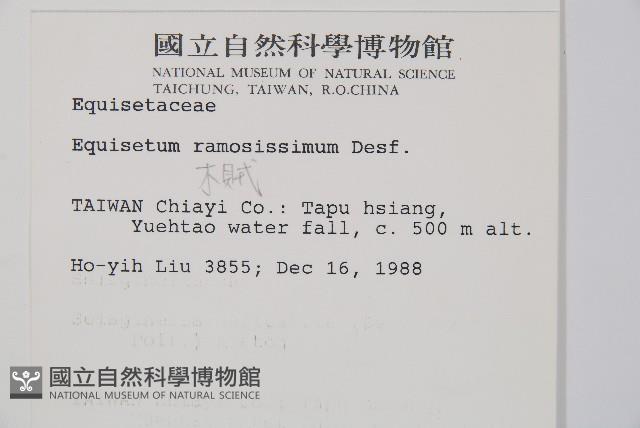 國立自然科學博物館
NATIONAL MUSEUM OF NATURAL SCIENCE
TAICHUNG, TAIWAN, R.O.CHINA
Equisetaceae
Equisetum ramosissimum Desf.
木賊
TAIWAN Chiayi Co.: Tapu hsiang,
Yuehtao water fall, c. 500 m alt.
Ho-yih Liu 3855; Dec 16, 1988
國立自然科學博物館
NATIONAL MUSEUM OF NATURAL SCIENCE